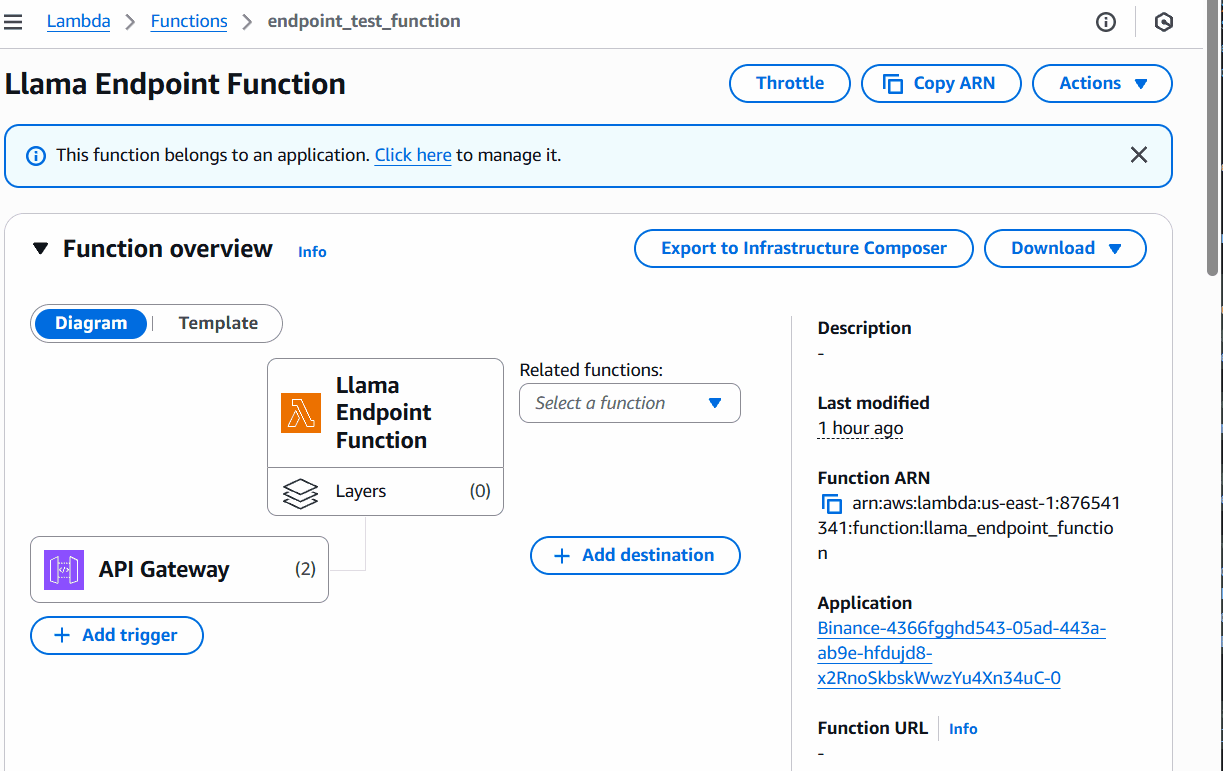 Lambda > Functions > endpoint_test_function
Llama Endpoint Function
Throttle
Copy ARN
Actions
This function belongs to an application. Click here to manage it.
Function overview
Info
Export to Infrastructure Composer
Download
Diagram
Template
Llama
Endpoint
Function
Layers
(0)
Related functions:
Select a function
API Gateway
(2)
+ Add destination
+ Add trigger
Description
-
Last modified
1 hour ago
Function ARN
arn:aws:lambda:us-east-1:876541
341:function:llama_endpoint_functio
n
Application
Binance-4366fgghd543-05ad-443a-
ab9e-hfdujd8-
x2RnoSkbskWwzYu4Xn34uC-0
Function URL
Info
-